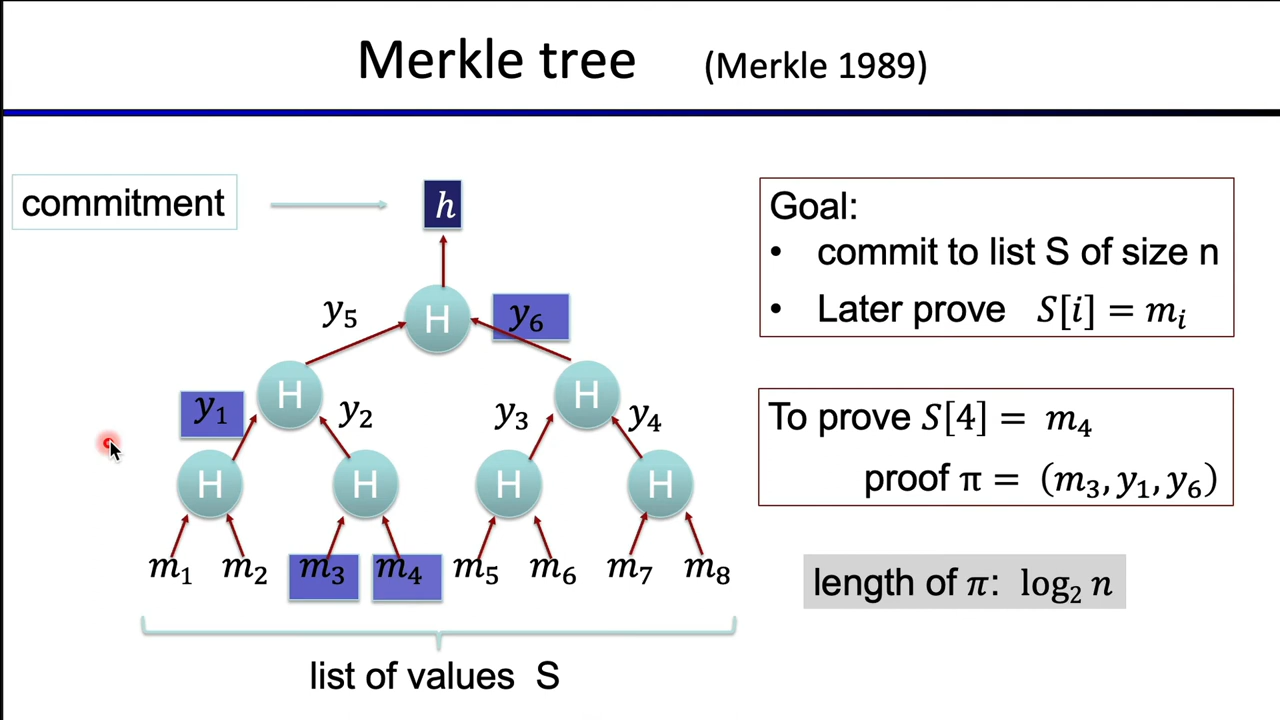 Merkle tree (Merkle 1989)
commitment
h
Goal:
• commit to list S of size n
• Later prove S[i] = mᵢ
y₅ H y₆
H H
y₁ y₂ y₃ y₄
H H H H
m₁ m₂ m₃ m₄ m₅ m₆ m₇ m₈
list of values S
To prove S[4] = m₄
proof π = (m₃, y₁, y₆)
length of π: log₂ n